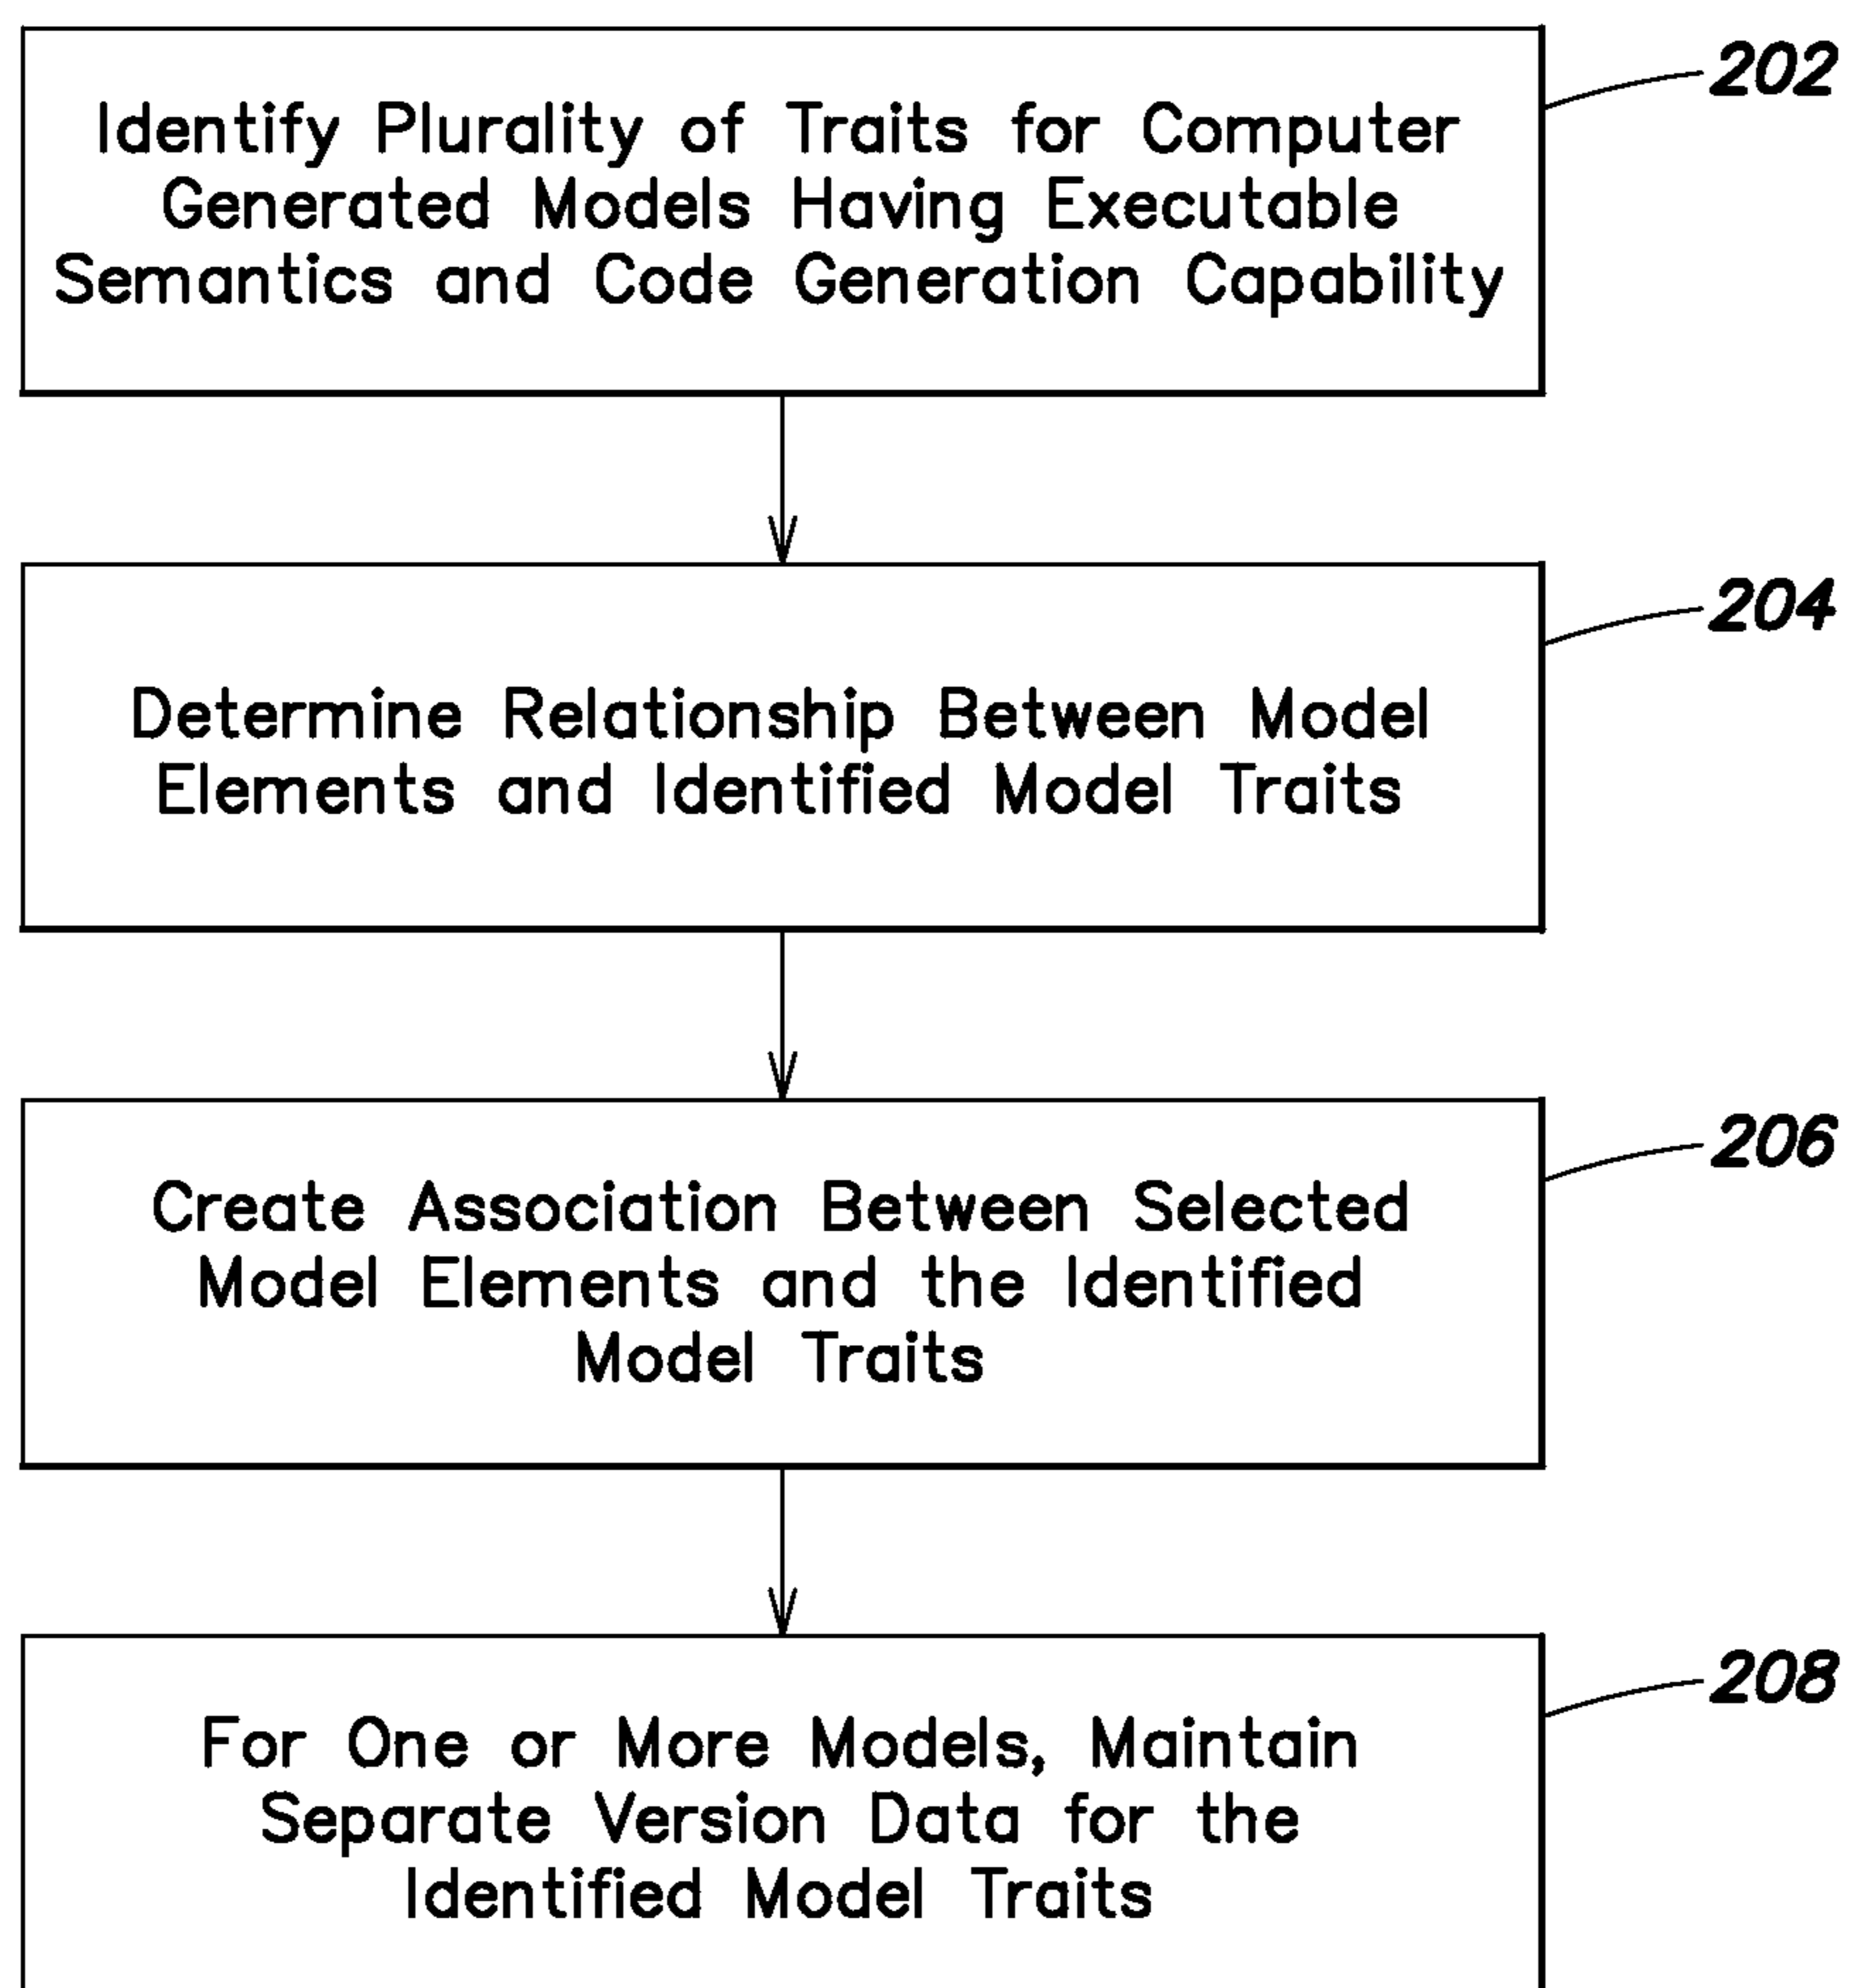 202
Identify Plurality of Traits for Computer
Generated Models Having Executable
Semantics and Code Generation Capability
204
Determine Relationship Between Model
Elements and Identified Model Traits
206
Create Association Between Selected
Model Elements and the Identified
Model Traits
208
For One or More Models, Maintain
Separate Version Data for the
Identified Model Traits